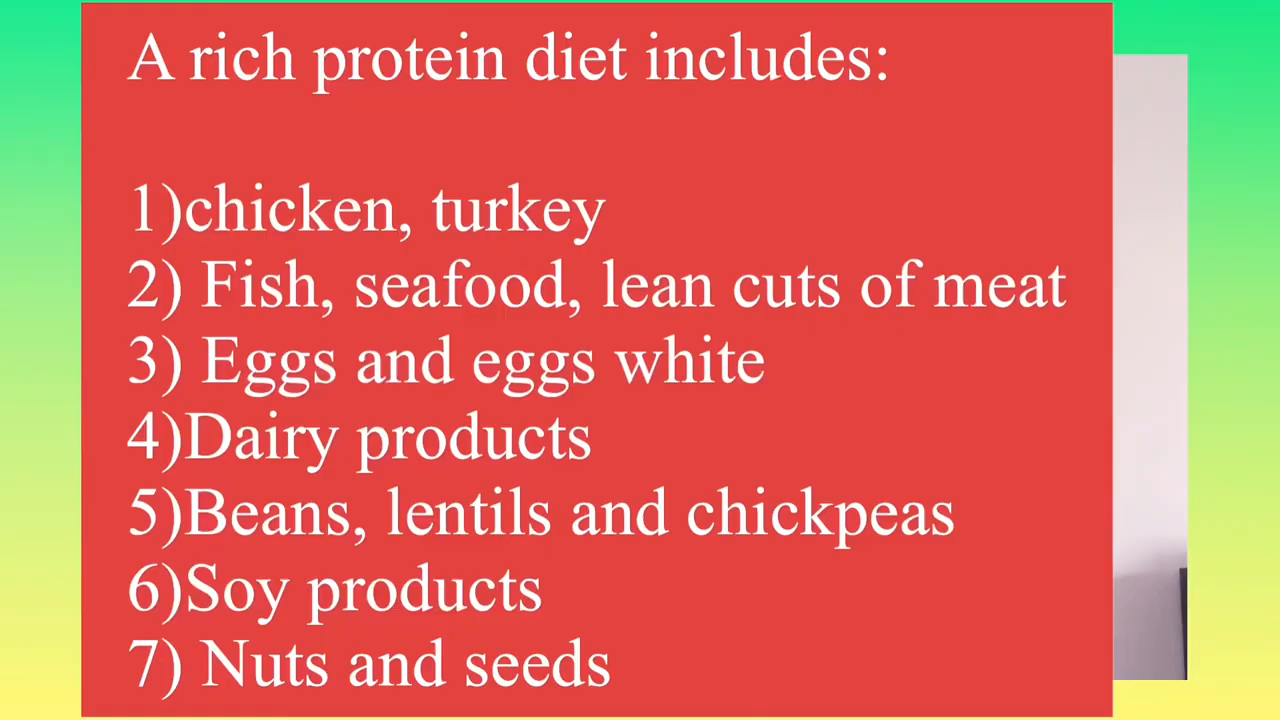 A rich protein diet includes:
1)chicken, turkey
2) Fish, seafood, lean cuts of meat
3) Eggs and eggs white
4)Dairy products
5)Beans, lentils and chickpeas
6)Soy products
7) Nuts and seeds